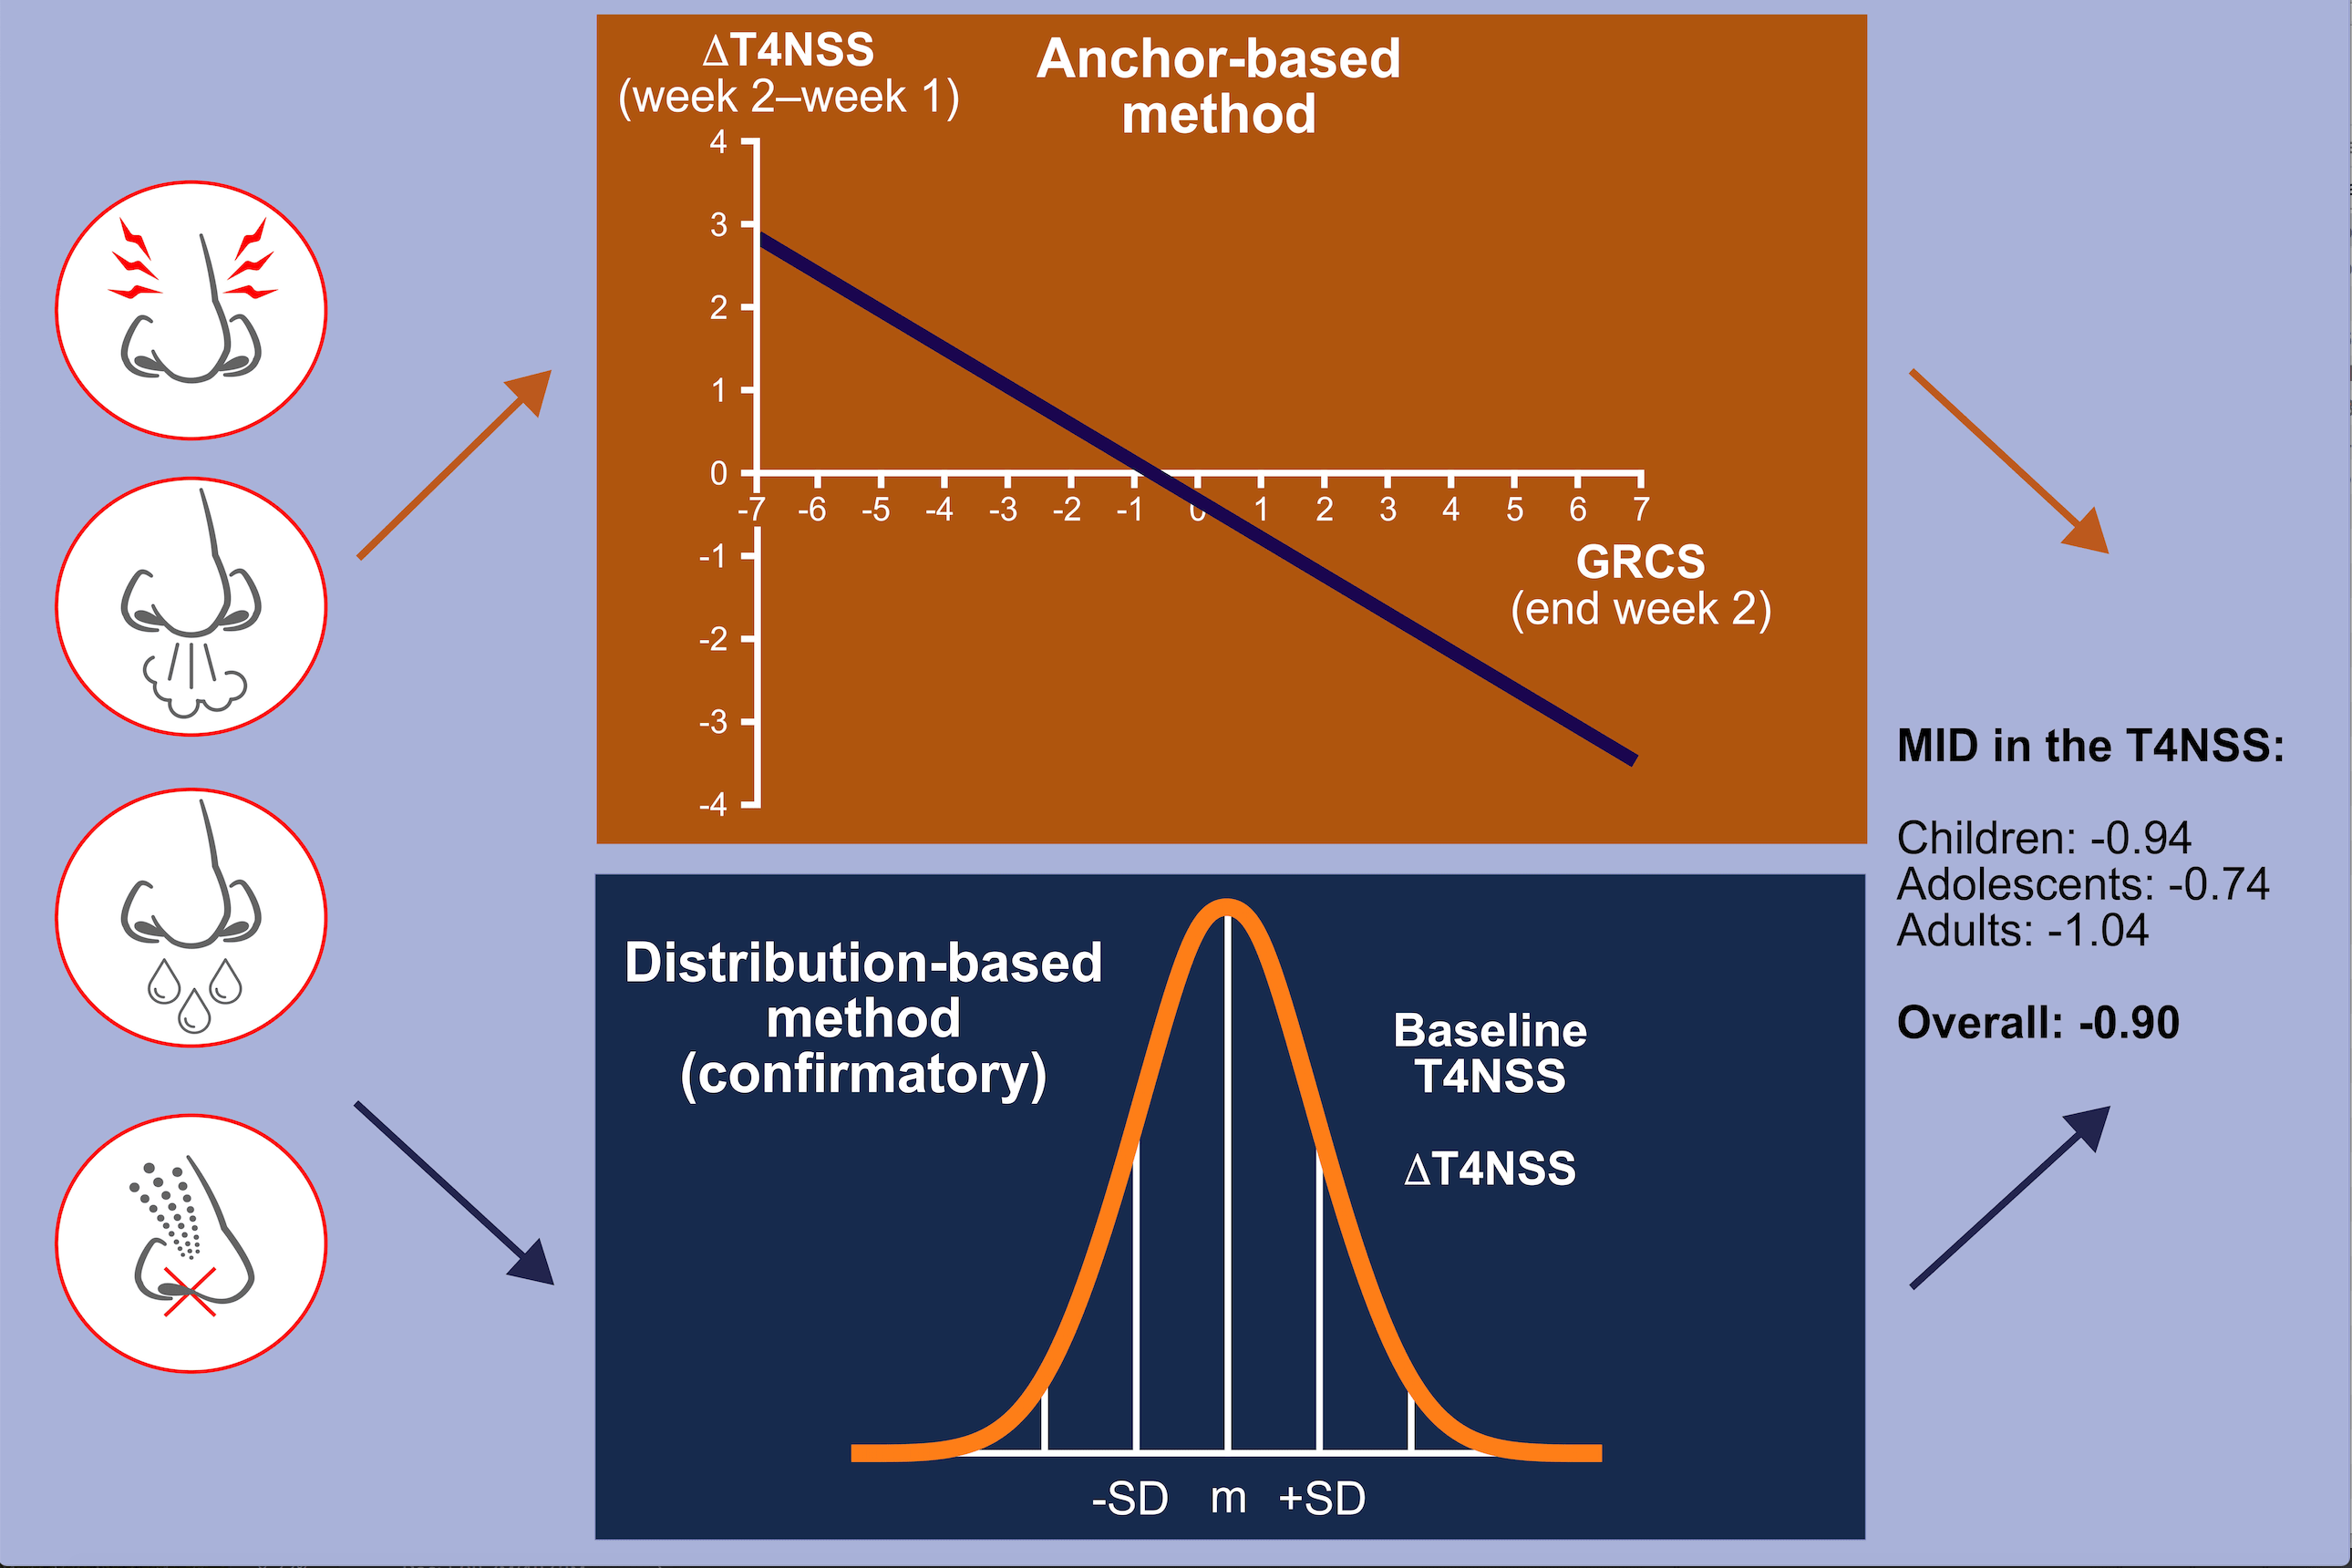 ΔT4NSS
(week 2–week 1)
Anchor-based
method
4
3
2
1
0
-7 -6 -5 -4 -3 -2 -1 0 1 2 3 4 5 6 7
-1
-2
-3
-4
GRCS
(end week 2)
Distribution-based
method
(confirmatory)
Baseline
T4NSS
ΔT4NSS
-SD m +SD
MID in the T4NSS:
Children: -0.94
Adolescents: -0.74
Adults: -1.04
Overall: -0.90